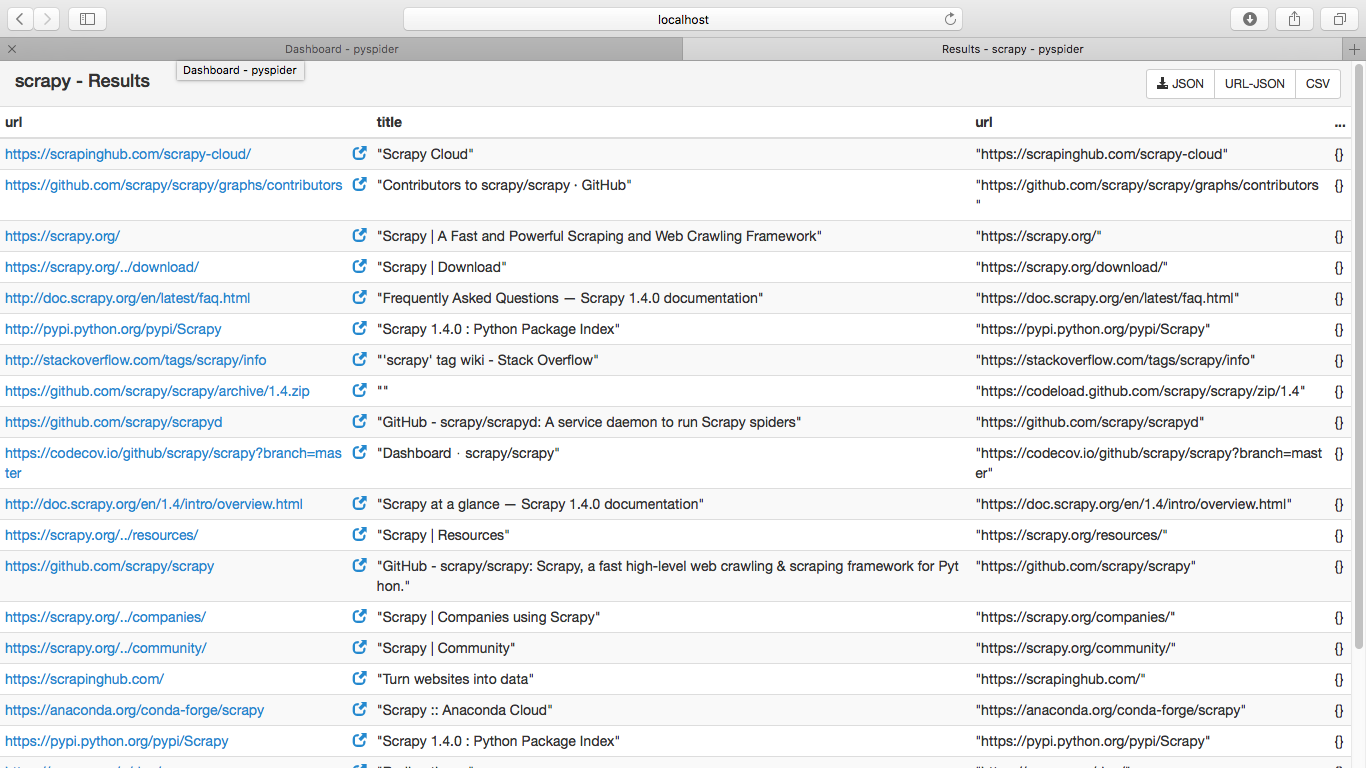 localhost
Dashboard - pyspider
Results - scrapy - pyspider
Dashboard - pyspider
scrapy - Results
JSON URL-JSON CSV
url title url ...
https://scrapinghub.com/scrapy-cloud/ "Scrapy Cloud" "https://scrapinghub.com/scrapy-cloud" {}
https://github.com/scrapy/scrapy/graphs/contributors "Contributors to scrapy/scrapy · GitHub" "https://github.com/scrapy/scrapy/graphs/contributors {}
"
https://scrapy.org/ "Scrapy | A Fast and Powerful Scraping and Web Crawling Framework" "https://scrapy.org/" {}
https://scrapy.org/../download/ "Scrapy | Download" "https://scrapy.org/download/" {}
http://doc.scrapy.org/en/latest/faq.html "Frequently Asked Questions — Scrapy 1.4.0 documentation" "https://doc.scrapy.org/en/latest/faq.html" {}
http://pypi.python.org/pypi/Scrapy "Scrapy 1.4.0 : Python Package Index" "https://pypi.python.org/pypi/Scrapy" {}
http://stackoverflow.com/tags/scrapy/info "'scrapy' tag wiki - Stack Overflow" "https://stackoverflow.com/tags/scrapy/info" {}
https://github.com/scrapy/scrapy/archive/1.4.zip "" "https://codeload.github.com/scrapy/scrapy/zip/1.4" {}
https://github.com/scrapy/scrapyd "GitHub - scrapy/scrapyd: A service daemon to run Scrapy spiders" "https://github.com/scrapy/scrapyd" {}
https://codecov.io/github/scrapy/scrapy?branch=mas "Dashboard · scrapy/scrapy" "https://codecov.io/github/scrapy/scrapy?branch=mast {}
ter er"
http://doc.scrapy.org/en/1.4/intro/overview.html "Scrapy at a glance — Scrapy 1.4.0 documentation" "https://doc.scrapy.org/en/1.4/intro/overview.html" {}
https://scrapy.org/../resources/ "Scrapy | Resources" "https://scrapy.org/resources/" {}
https://github.com/scrapy/scrapy "GitHub - scrapy/scrapy: Scrapy, a fast high-level web crawling & scraping framework for Pyt "https://github.com/scrapy/scrapy" {}
hon."
https://scrapy.org/../companies/ "Scrapy | Companies using Scrapy" "https://scrapy.org/companies/" {}
https://scrapy.org/../community/ "Scrapy | Community" "https://scrapy.org/community/" {}
https://scrapinghub.com/ "Turn websites into data" "https://scrapinghub.com/" {}
https://anaconda.org/conda-forge/scrapy "Scrapy :: Anaconda Cloud" "https://anaconda.org/conda-forge/scrapy" {}
https://pypi.python.org/pypi/Scrapy "Scrapy 1.4.0 : Python Package Index" "https://pypi.python.org/pypi/Scrapy" {}